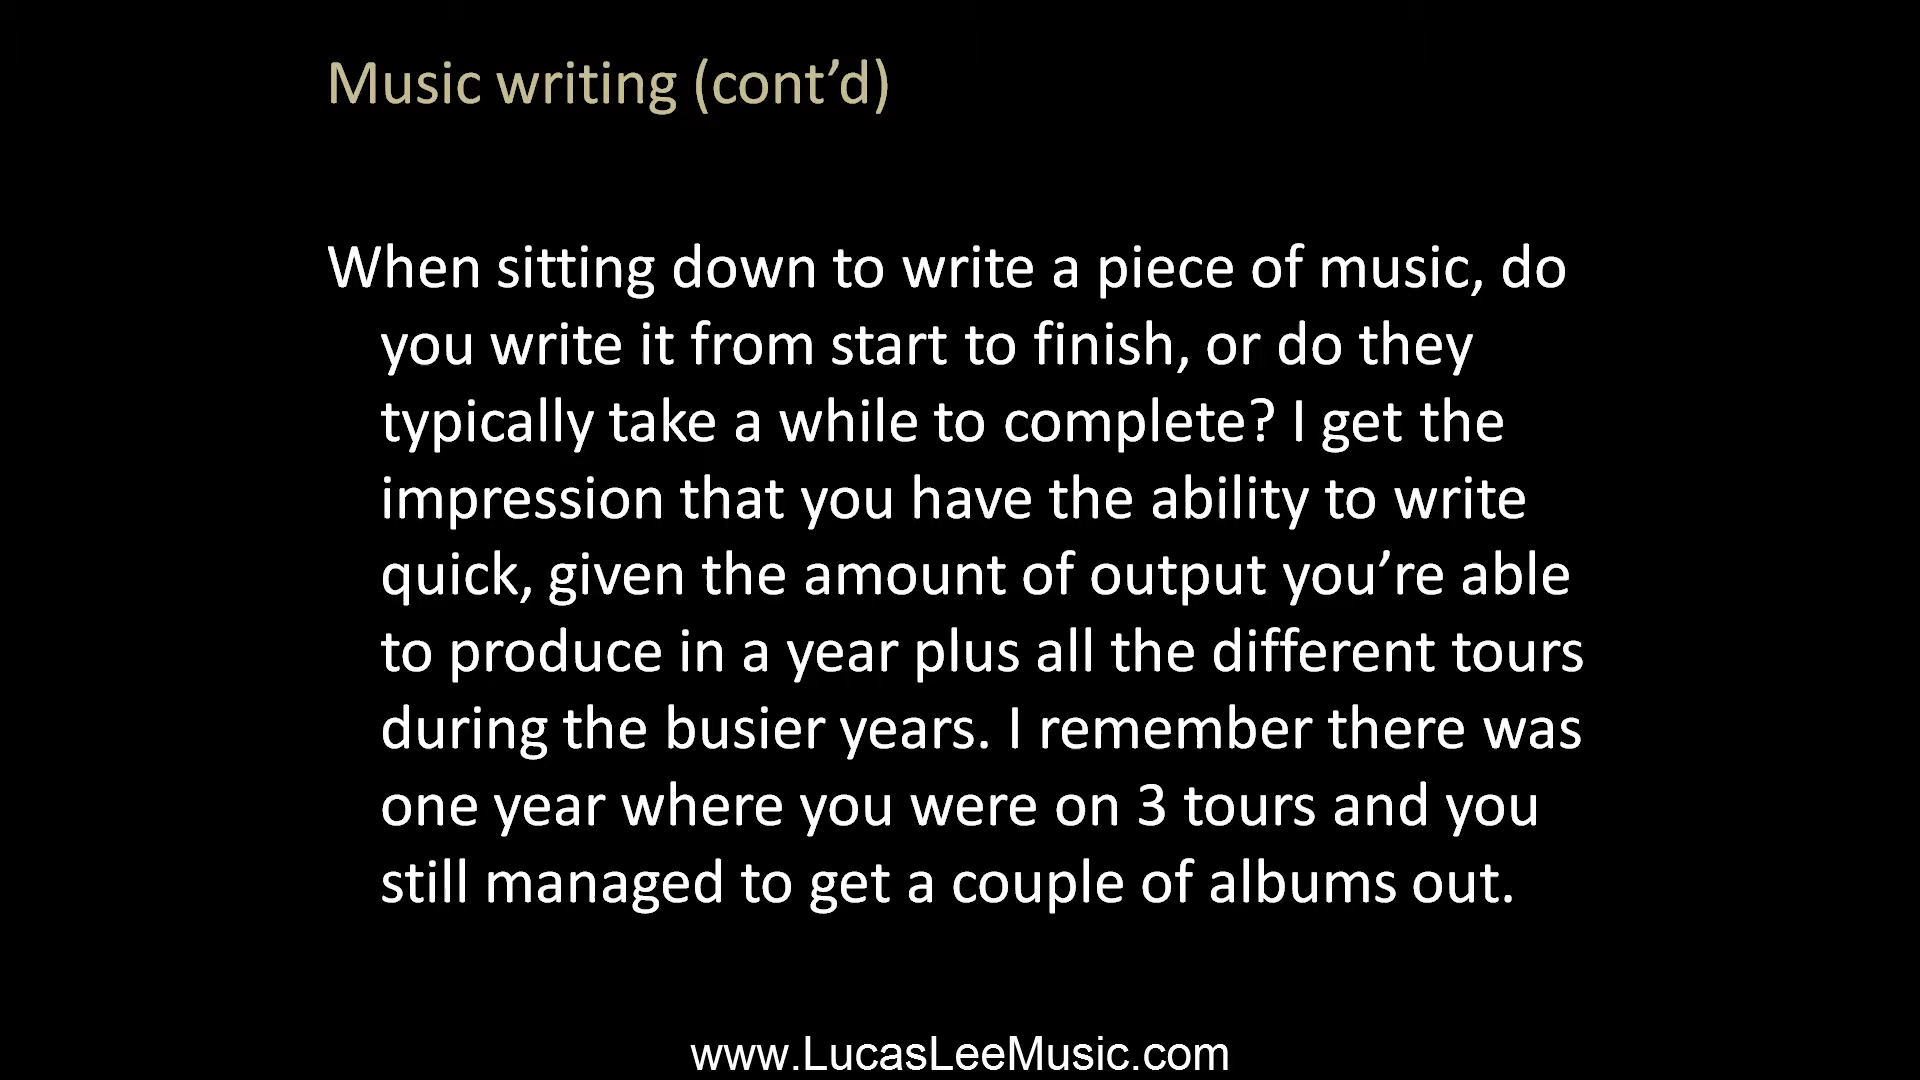 Music writing (cont’d)
When sitting down to write a piece of music, do
you write it from start to finish, or do they
typically take a while to complete? I get the
impression that you have the ability to write
quick, given the amount of output you’re able
to produce in a year plus all the different tours
during the busier years. I remember there was
one year where you were on 3 tours and you
still managed to get a couple of albums out.
www.LucasLeeMusic.com